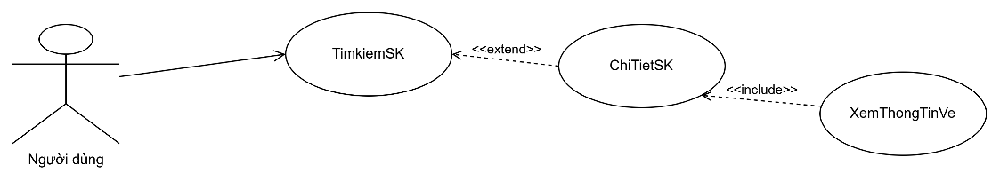 TimkiemSK
<<extend>>
ChiTietSK
<<include>>
XemThongTinVe
Người dùng